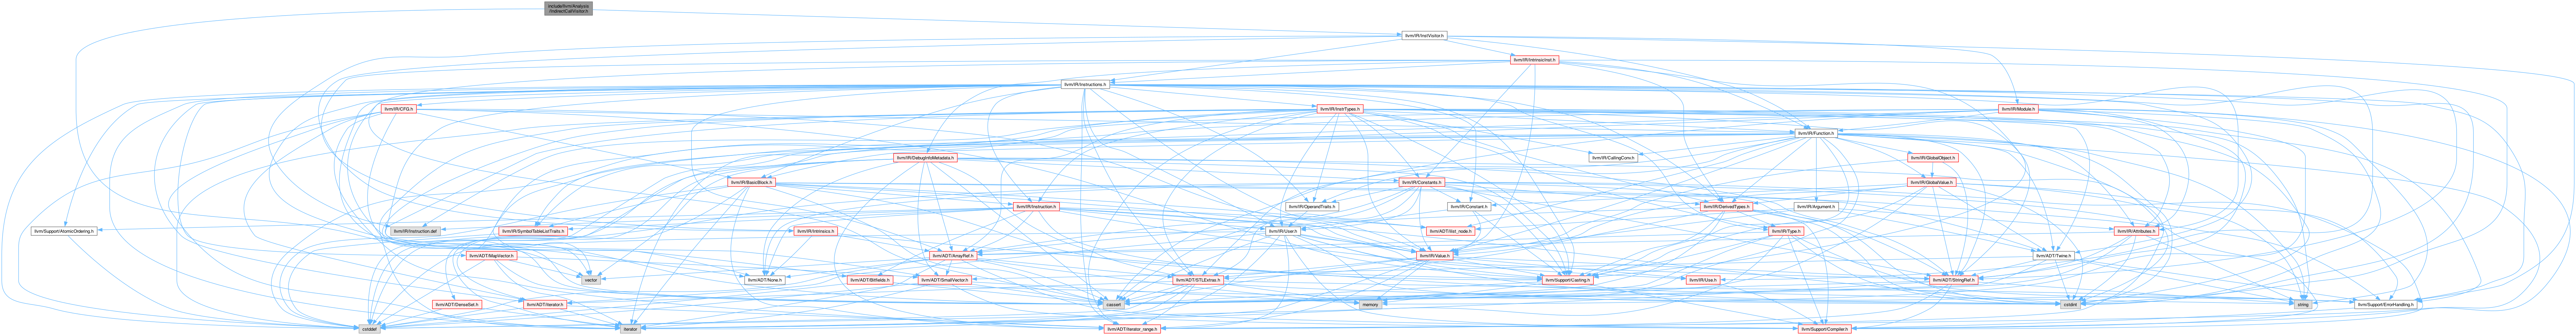 include/llvm/Analysis
/IndirectCallVisitor.h
llvm/IR/InstVisitor.h
llvm/IR/IntrinsicInst.h
llvm/IR/Instructions.h
llvm/IR/CFG.h
llvm/IR/InstrTypes.h
llvm/IR/Module.h
llvm/IR/Function.h
llvm/IR/DebugInfoMetadata.h
llvm/IR/CallingConv.h
llvm/IR/GlobalObject.h
llvm/IR/BasicBlock.h
llvm/IR/Constants.h
llvm/IR/GlobalValue.h
llvm/IR/Instruction.h
llvm/IR/OperandTraits.h
llvm/IR/Constant.h
llvm/IR/DerivedTypes.h
llvm/IR/Argument.h
llvm/Support/AtomicOrdering.h
llvm/IR/Instruction.def
llvm/IR/SymbolTableListTraits.h
llvm/IR/Intrinsics.h
llvm/IR/User.h
llvm/ADT/ilist_node.h
llvm/IR/Type.h
llvm/IR/Attributes.h
llvm/ADT/MapVector.h
llvm/ADT/ArrayRef.h
llvm/IR/Value.h
llvm/ADT/Twine.h
vector
llvm/ADT/None.h
llvm/ADT/Bitfields.h
llvm/ADT/SmallVector.h
llvm/ADT/STLExtras.h
llvm/Support/Casting.h
llvm/IR/Use.h
llvm/ADT/StringRef.h
llvm/ADT/DenseSet.h
llvm/ADT/iterator.h
cassert
memory
cstdint
string
llvm/Support/ErrorHandling.h
cstddef
iterator
llvm/ADT/iterator_range.h
llvm/Support/Compiler.h